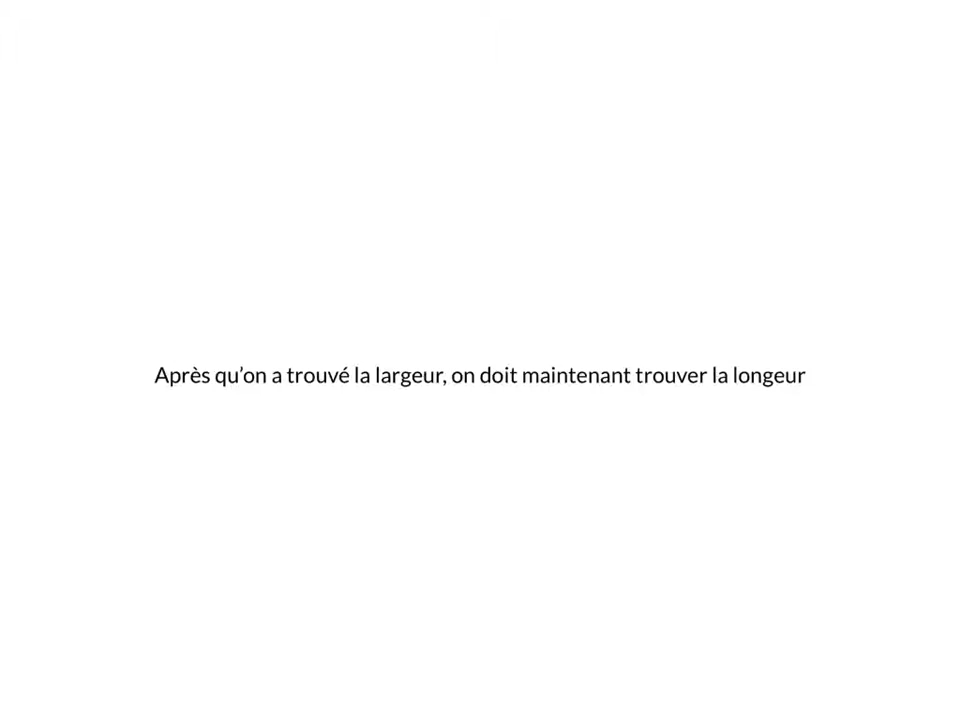 Après qu’on a trouvé la largeur, on doit maintenant trouver la longeur